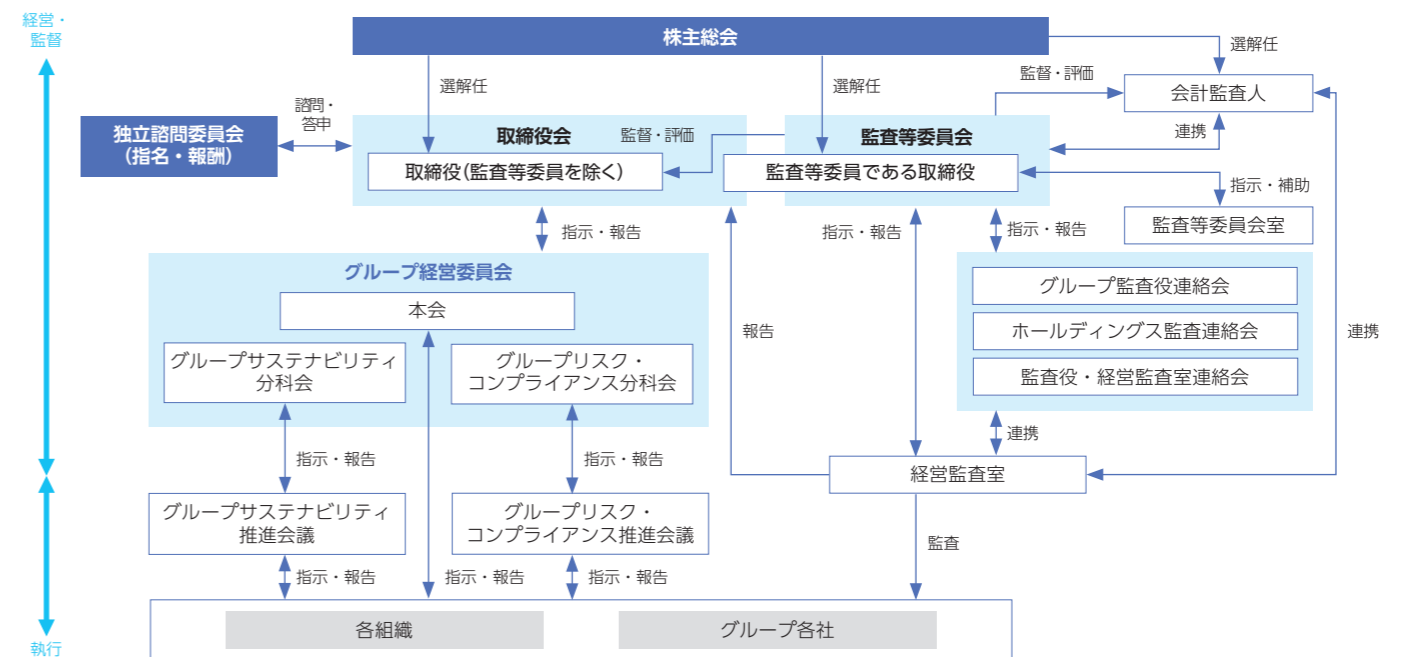 経営・
監督
株主総会
選解任
選解任
選解任
監督・評価
会計監査人
諮問・
答申
独立諮問委員会
（指名・報酬）
取締役会
監督・評価
監査等委員会
連携
取締役（監査等委員を除く）
監査等委員である取締役
指示・補助
監査等委員会室
指示・報告
指示・報告
指示・報告
グループ経営委員会
本会
グループサステナビリティ
分科会
グループリスク・
コンプライアンス分科会
報告
グループ監査役連絡会
ホールディングス監査連絡会
監査役・経営監査室連絡会
連携
連携
指示・報告
指示・報告
経営監査室
グループサステナビリティ
推進会議
グループリスク・
コンプライアンス推進会議
監査
指示・報告
指示・報告
指示・報告
各組織
グループ各社
執行